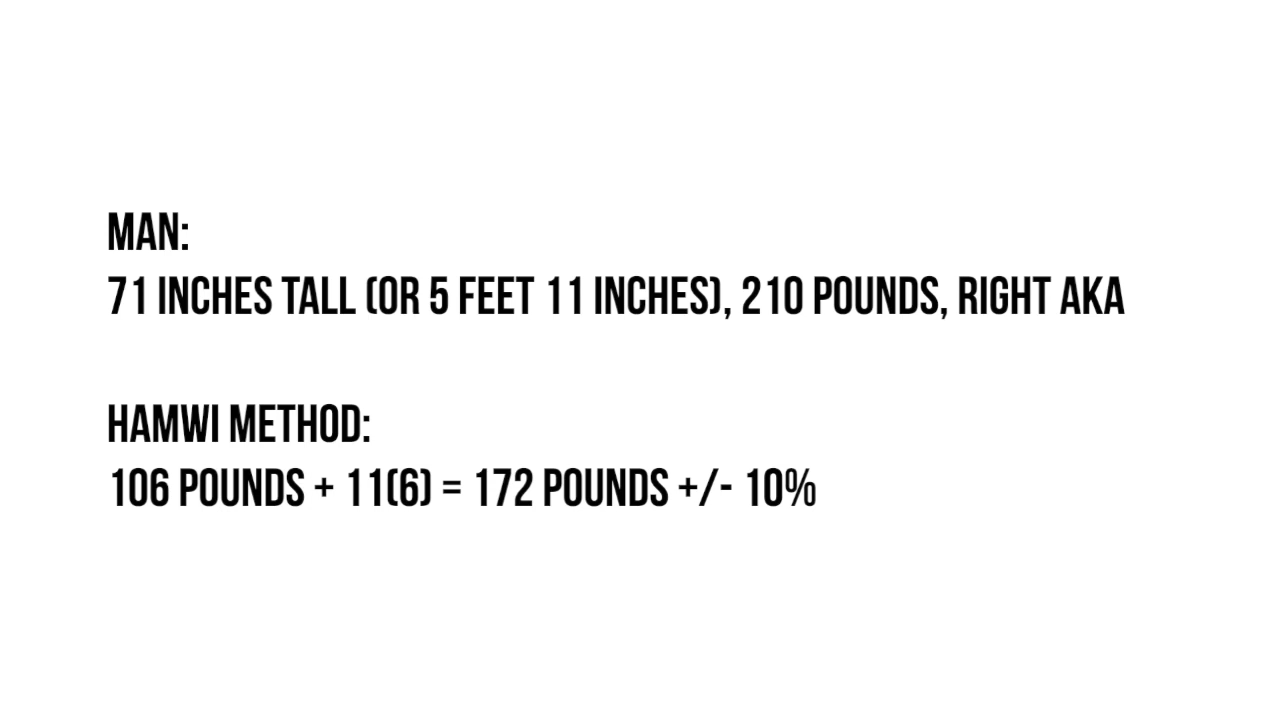 MAN:
71 INCHES TALL (OR 5 FEET 11 INCHES), 210 POUNDS, RIGHT AKA
HAMWI METHOD:
106 POUNDS + 11(6) = 172 POUNDS +/- 10%